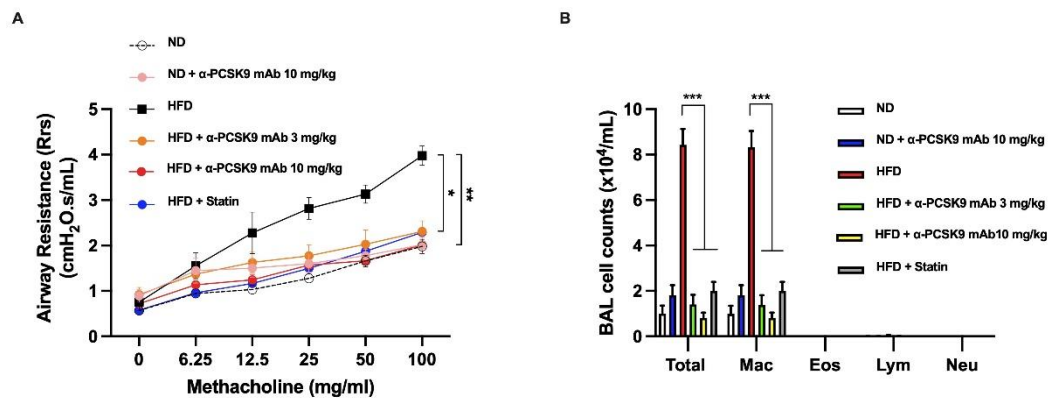 A
ND
ND + α-PCSK9 mAb 10 mg/kg
HFD
HFD + α-PCSK9 mAb 3 mg/kg
HFD + α-PCSK9 mAb 10 mg/kg
HFD + Statin
5
4
3
2
1
0
Airway Resistance (Rrs)
(cmH₂O.s/mL)
*
**
0 6.25 12.5 25 50 100
Methacholine (mg/ml)
B
10
8
6
4
2
0
BAL cell counts (x10⁴/mL)
*** ***
ND
ND + α-PCSK9 mAb 10 mg/kg
HFD
HFD + α-PCSK9 mAb 3 mg/kg
HFD + α-PCSK9 mAb10 mg/kg
HFD + Statin
Total Mac Eos Lym Neu